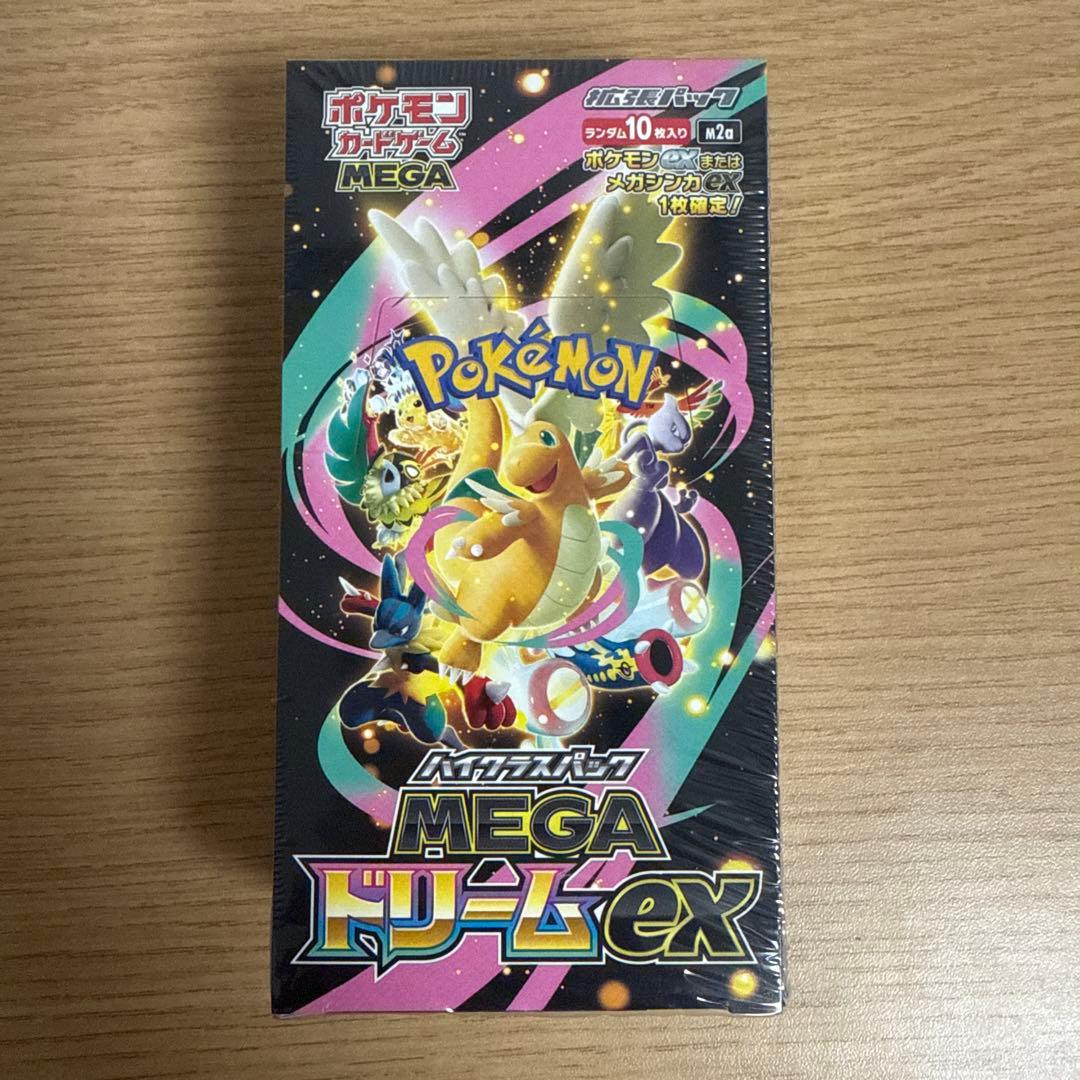 ポケモン
カードゲーム
MEGA
拡張パック
ランダム10枚入り
M2a
ポケモンexまたは
メガシンカex
1枚確定!
POKéMON
ハイクラスパック
MEGA
ドリームex